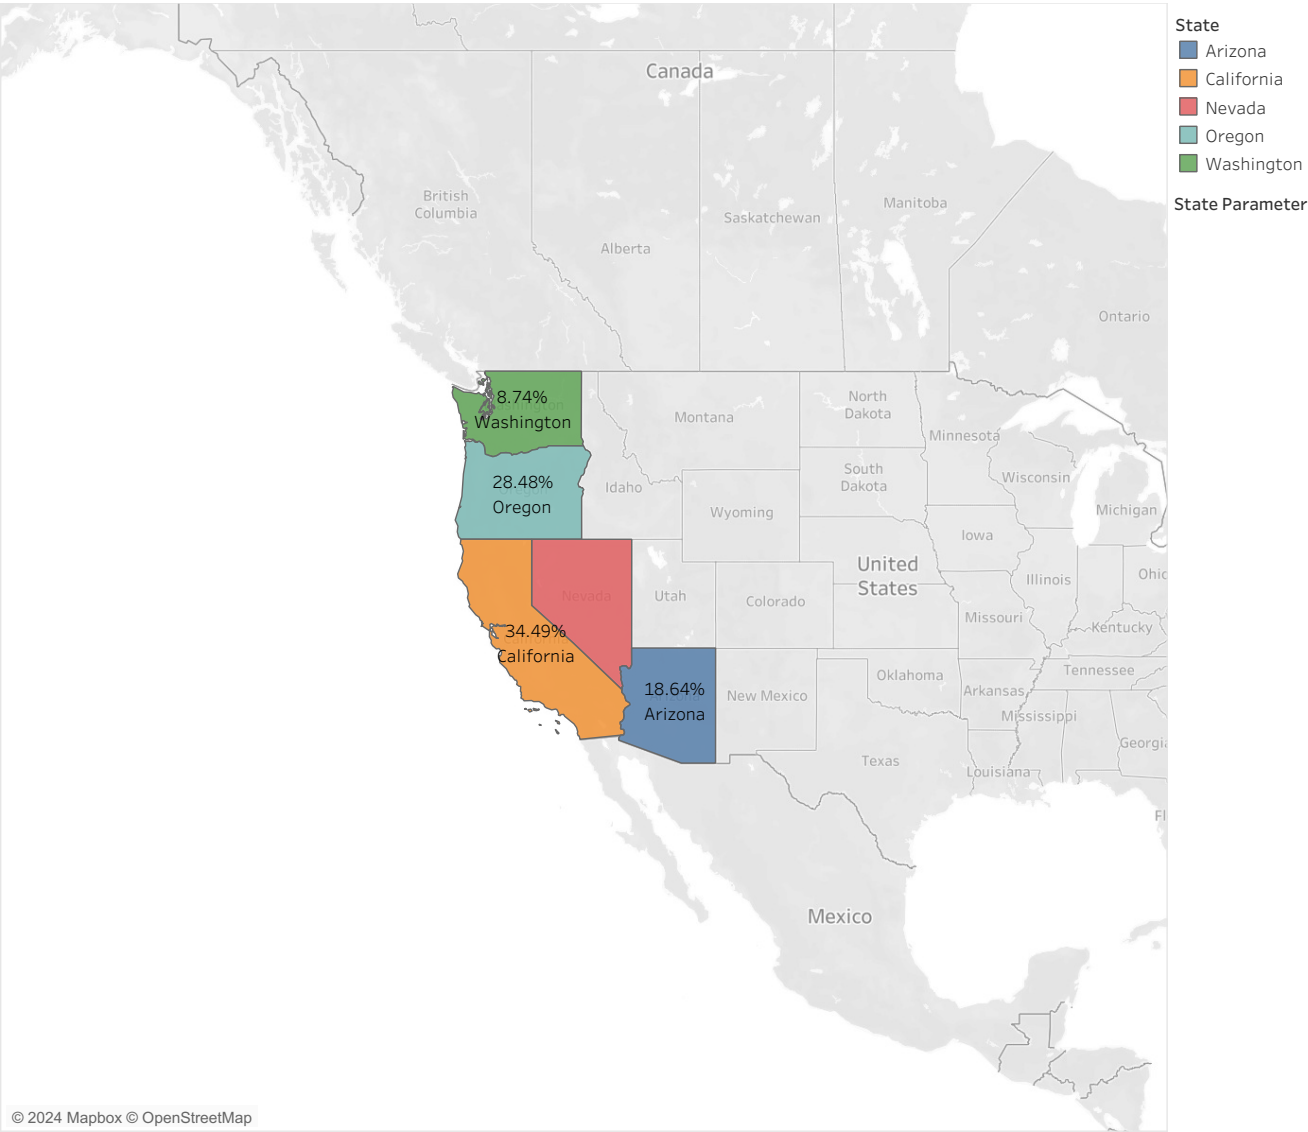 Canada
British
Columbia
Alberta
Saskatchewan
Manitoba
Ontario
8.74%
Washington
28.48%
Oregon
34.49%
California
Nevada
18.64%
Arizona
Idaho
Montana
North
Dakota
South
Dakota
Minnesota
Wisconsin
Michigan
Wyoming
Iowa
United
States
Utah
Colorado
Illinois
Ohio
Missouri
Kentucky
New Mexico
Oklahoma
Tennessee
Arkansas
Mississippi
Georgia
Texas
Louisiana
Fl
Mexico
© 2024 Mapbox © OpenStreetMap
State
Arizona
California
Nevada
Oregon
Washington
State Parameter